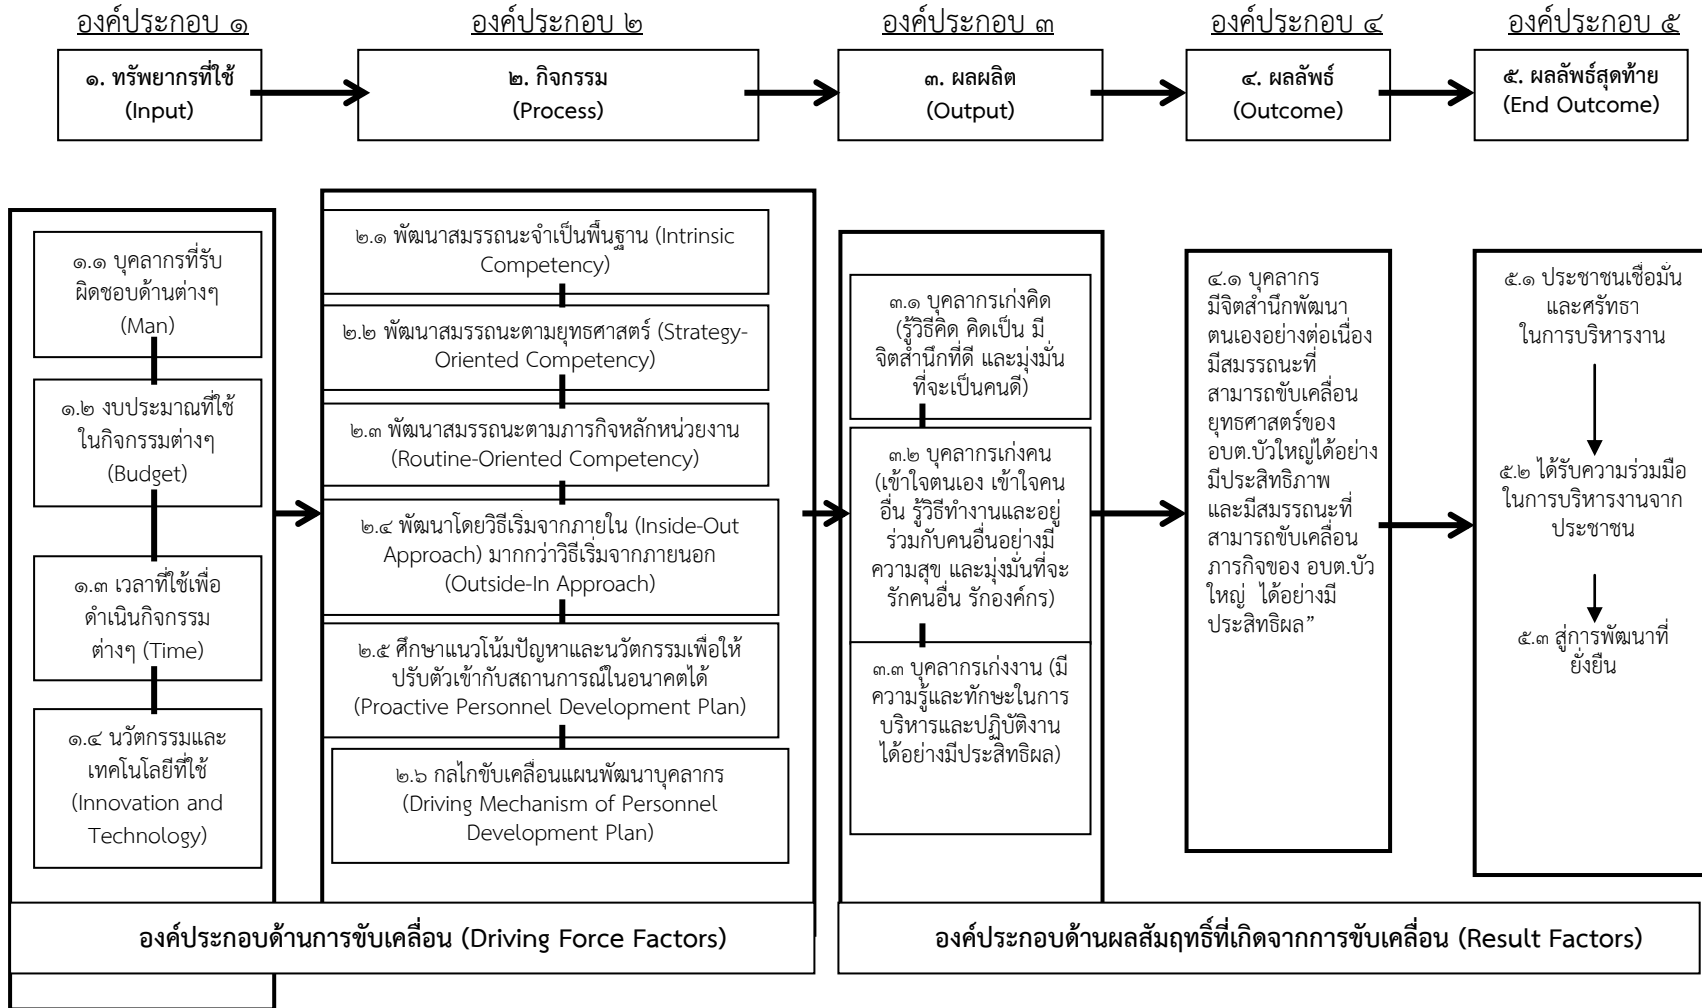 องค์ประกอบ ๑
องค์ประกอบ ๒
องค์ประกอบ ๓
องค์ประกอบ ๔
องค์ประกอบ ๕
๑. ทรัพยากรที่ใช้
(Input)
๒. กิจกรรม
(Process)
๓. ผลผลิต
(Output)
๔. ผลลัพธ์
(Outcome)
๕. ผลลัพธ์สุดท้าย
(End Outcome)
๑.๑ บุคลากรที่รับ
ผิดชอบด้านต่างๆ
(Man)
๑.๒ งบประมาณที่ใช้
ในกิจกรรมต่างๆ
(Budget)
๑.๓ เวลาที่ใช้เพื่อ
ดำเนินกิจกรรม
ต่างๆ (Time)
๑.๔ นวัตกรรมและ
เทคโนโลยีที่ใช้
(Innovation and
Technology)
๒.๑ พัฒนาสมรรถนะจำเป็นพื้นฐาน (Intrinsic
Competency)
๒.๒ พัฒนาสมรรถนะตามยุทธศาสตร์ (Strategy-
Oriented Competency)
๒.๓ พัฒนาสมรรถนะตามภารกิจหลักหน่วยงาน
(Routine-Oriented Competency)
๒.๔ พัฒนาโดยวิธีเริ่มจากภายใน (Inside-Out
Approach) มากกว่าวิธีเริ่มจากภายนอก
(Outside-In Approach)
๒.๕ ศึกษาแนวโน้มปัญหาและนวัตกรรมเพื่อให้
ปรับตัวเข้ากับสถานการณ์ในอนาคตได้
(Proactive Personnel Development Plan)
๒.๖ กลไกขับเคลื่อนแผนพัฒนาบุคลากร
(Driving Mechanism of Personnel
Development Plan)
๓.๑ บุคลากรเก่งคิด
(รู้วิธีคิด คิดเป็น มี
จิตสำนึกที่ดี และมุ่งมั่น
ที่จะเป็นคนดี)
๓.๒ บุคลากรเก่งคน
(เข้าใจตนเอง เข้าใจคน
อื่น รู้วิธีทำงานและอยู่
ร่วมกับคนอื่นอย่างมี
ความสุข และมุ่งมั่นที่จะ
รักคนอื่น รักองค์กร)
๓.๓ บุคลากรเก่งงาน (มี
ความรู้และทักษะในการ
บริหารและปฏิบัติงาน
ได้อย่างมีประสิทธิผล)
๔.๑ บุคลากร
มีจิตสำนึกพัฒนา
ตนเองอย่างต่อเนื่อง
มีสมรรถนะที่
สามารถขับเคลื่อน
ยุทธศาสตร์ของ
อบต.บัวใหญ่ได้อย่าง
มีประสิทธิภาพ
และมีสมรรถนะที่
สามารถขับเคลื่อน
ภารกิจของ อบต.บัว
ใหญ่ ได้อย่างมี
ประสิทธิผล”
๕.๑ ประชาชนเชื่อมั่น
และศรัทธา
ในการบริหารงาน
๕.๒ ได้รับความร่วมมือ
ในการบริหารงานจาก
ประชาชน
๕.๓ สู่การพัฒนาที่
ยั่งยืน
องค์ประกอบด้านการขับเคลื่อน (Driving Force Factors)
องค์ประกอบด้านผลสัมฤทธิ์ที่เกิดจากการขับเคลื่อน (Result Factors)